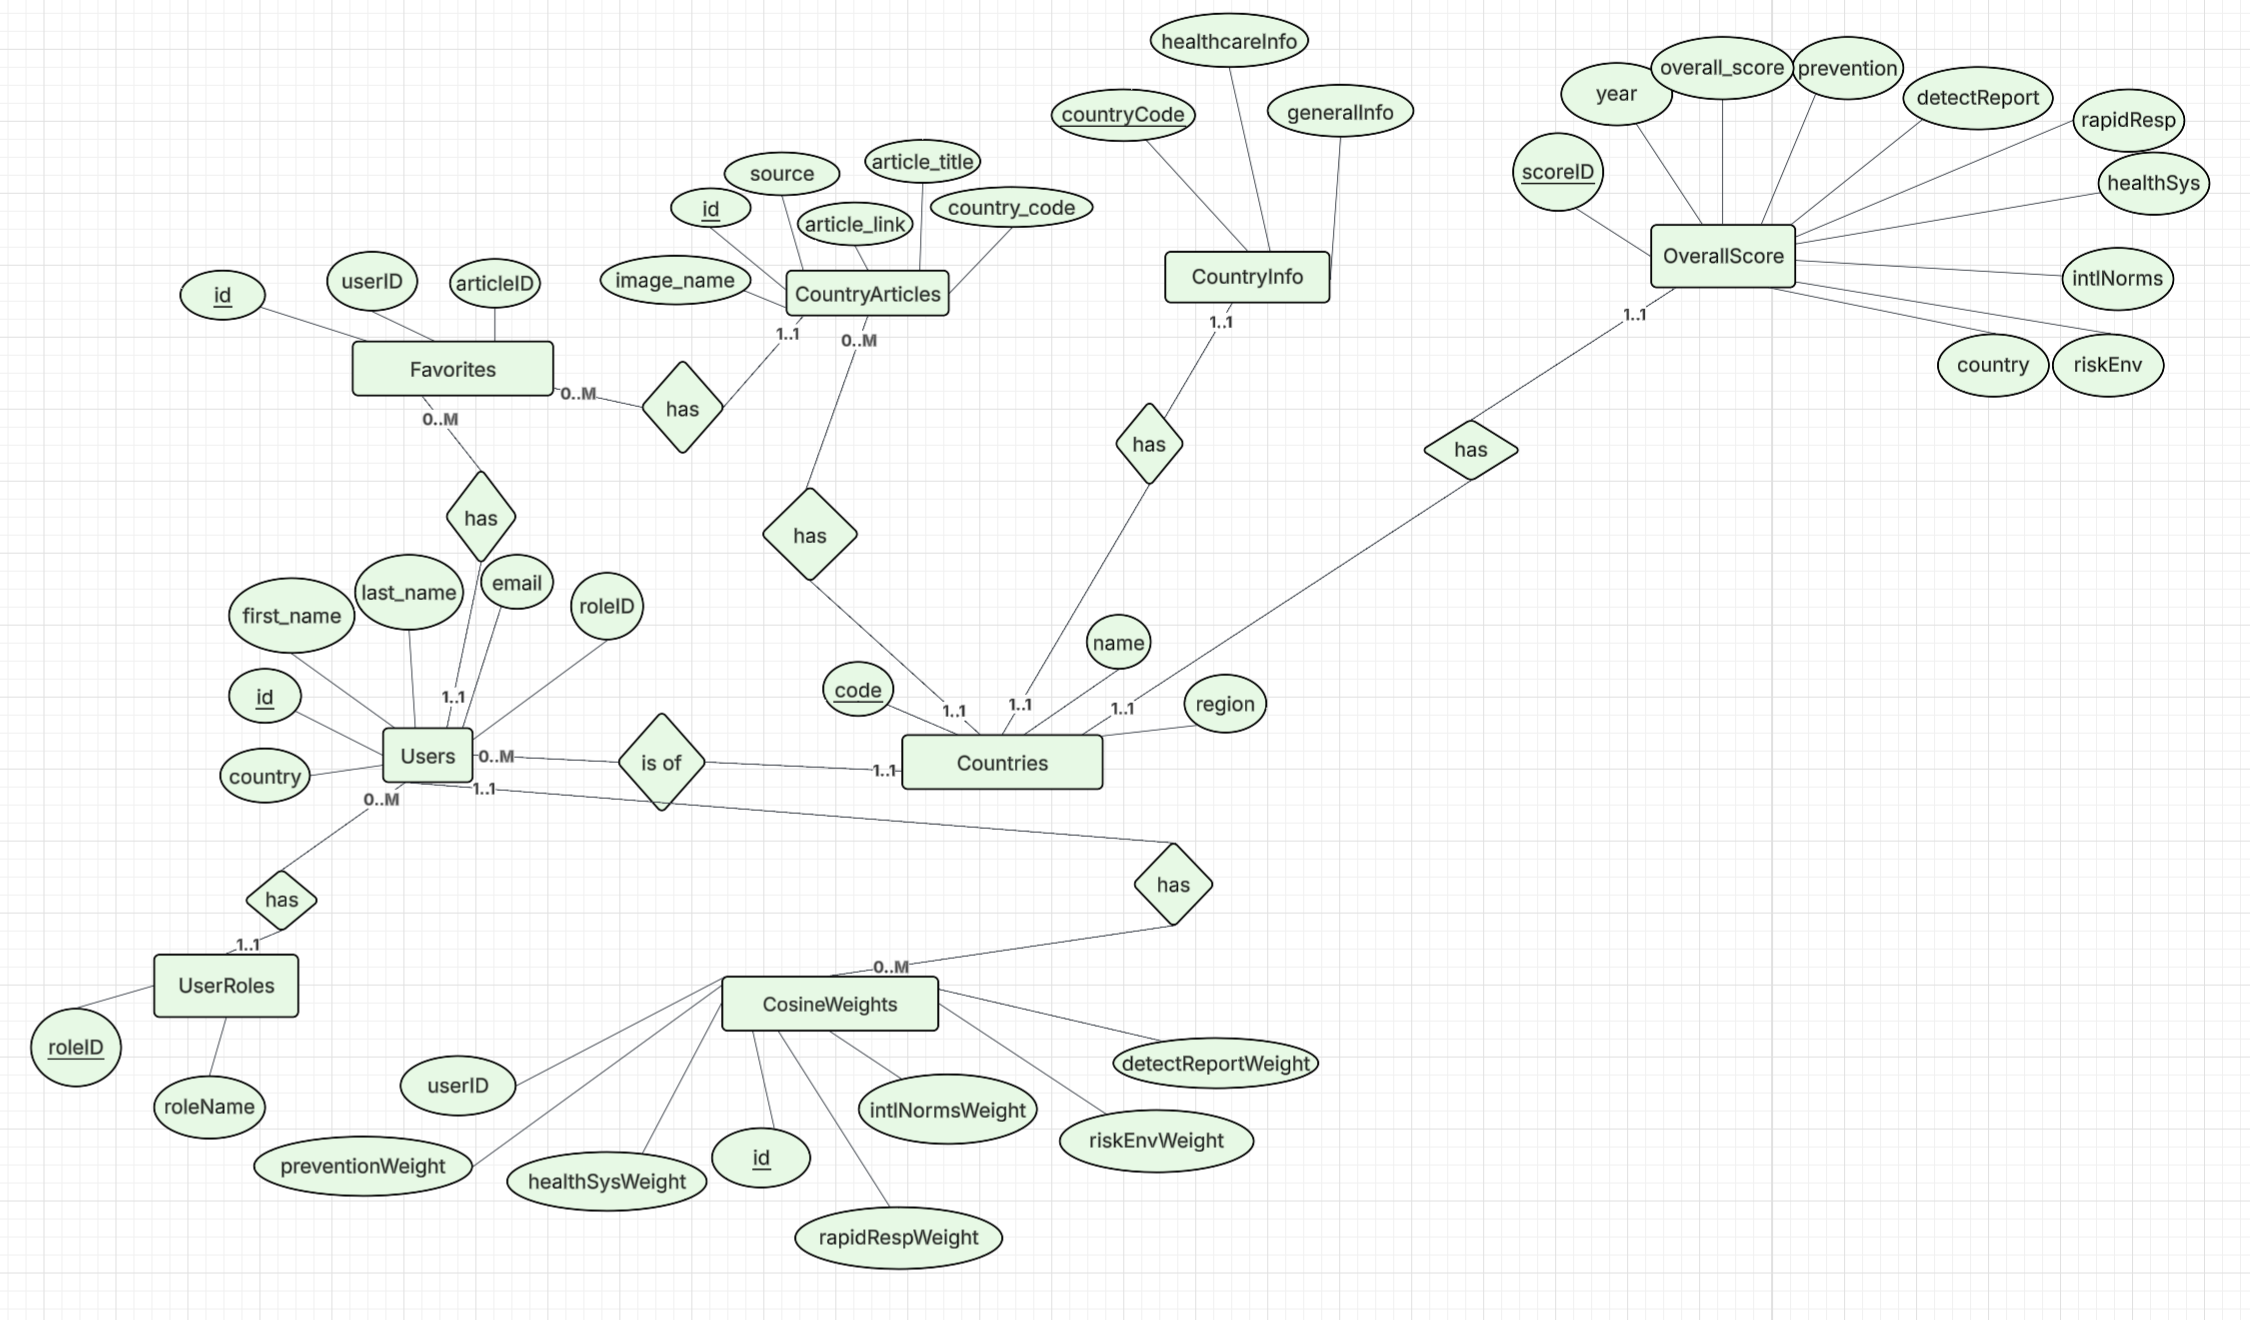 healthcareInfo
overall_score
prevention
year
detectReport
countryCode
generalInfo
rapidResp
article_title
source
scoreID
healthSys
id
country_code
article_link
OverallScore
userID
articleID
image_name
CountryArticles
CountryInfo
intlNorms
id
1..1
1..1
1..1
0..M
Favorites
country
riskEnv
0..M
has
0..M
has
has
has
has
last_name
email
roleID
first_name
name
id
code
1..1
1..1
1..1
1..1
region
Users
0..M
is of
1..1
Countries
country
0..M
1..1
has
has
1..1
0..M
UserRoles
CosineWeights
roleID
detectReportWeight
userID
roleName
intlNormsWeight
riskEnvWeight
preventionWeight
id
healthSysWeight
rapidRespWeight